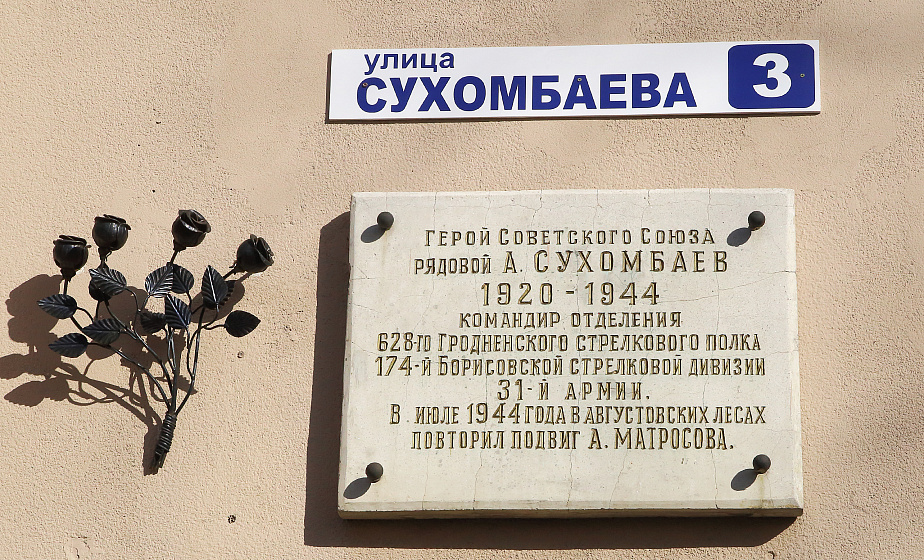 улица
СУХОМБАЕВА
3
ГЕРОЙ СОВЕТСКОГО СОЮЗА
РЯДОВОЙ А. СУХОМБАЕВ
1920 - 1944
КОМАНДИР ОТДЕЛЕНИЯ
628-ГО ГРОДНЕНСКОГО СТРЕЛКОВОГО ПОЛКА
174-Й БОРИСОВСКОЙ СТРЕЛКОВОЙ ДИВИЗИИ
31-Й АРМИИ.
В ИЮЛЕ 1944 ГОДА В АВГУСТОВСКИХ ЛЕСАХ
ПОВТОРИЛ ПОДВИГ А. МАТРОСОВА.